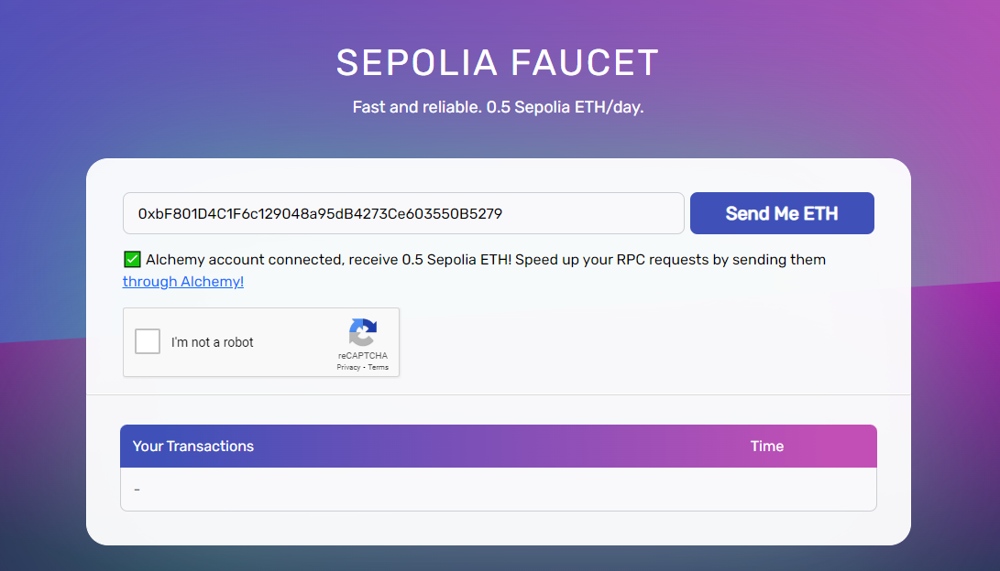 SEPOLIA FAUCET
Fast and reliable. 0.5 Sepolia ETH/day.
0xbF801D4C1F6c129048a95dB4273Ce603550B5279
Send Me ETH
Alchemy account connected, receive 0.5 Sepolia ETH! Speed up your RPC requests by sending them
through Alchemy!
I'm not a robot
reCAPTCHA
Privacy - Terms
Your Transactions
Time
-